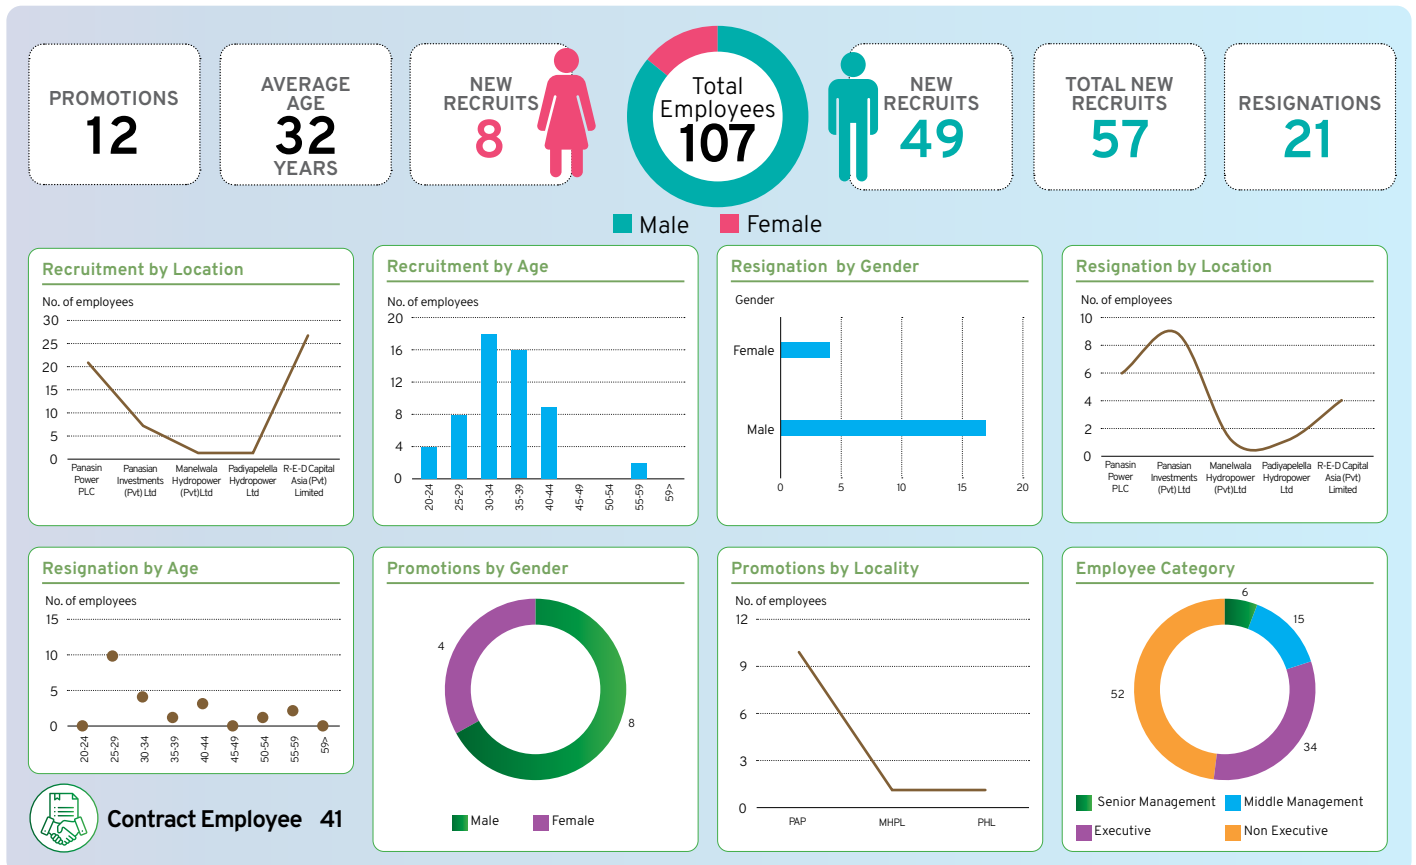 PROMOTIONS
12
AVERAGE
AGE
32
YEARS
NEW
RECRUITS
8
Total
Employees
107
Male
Female
NEW
RECRUITS
49
TOTAL NEW
RECRUITS
57
RESIGNATIONS
21
Recruitment by Location
No. of employees
30
25
20
15
10
5
0
Panasin
Power
PLC
Panasian
Investments
(Pvt) Ltd
Manelwala
Hydropower
(Pvt)Ltd
Padiyapelella
Hydropower
Ltd
R-E-D Capital
Asia (Pvt)
Limited
Recruitment by Age
No. of employees
20
16
12
8
4
0
20-24
25-29
30-34
35-39
40-44
45-49
50-54
55-59
59>
Resignation by Gender
Gender
Female
Male
0
5
10
15
20
Resignation by Location
No. of employees
10
8
6
4
2
0
Panasin
Power
PLC
Panasian
Investments
(Pvt) Ltd
Manelwala
Hydropower
(Pvt)Ltd
Padiyapelella
Hydropower
Ltd
R-E-D Capital
Asia (Pvt)
Limited
Resignation by Age
No. of employees
15
10
5
0
20-24
25-29
30-34
35-39
40-44
45-49
50-54
55-59
59>
Contract Employee 41
Promotions by Gender
4
8
Male
Female
Promotions by Locality
No. of employees
12
9
6
3
0
PAP
MHPL
PHL
Employee Category
6
15
52
34
Senior Management
Middle Management
Executive
Non Executive